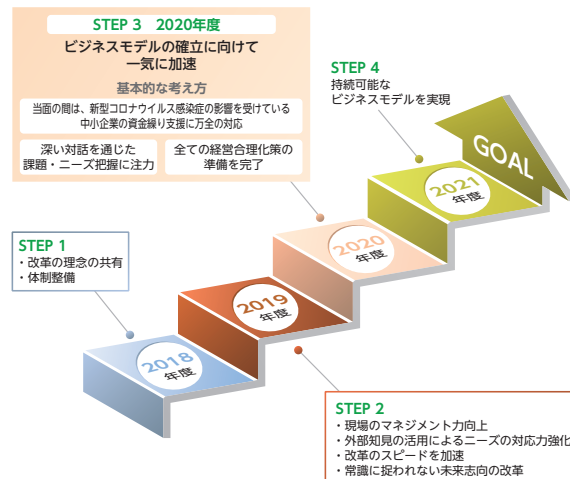 STEP 3　2020年度
ビジネスモデルの確立に向けて
一気に加速
基本的な考え方
当面の間は、新型コロナウイルス感染症の影響を受けている
中小企業の資金繰り支援に万全の対応
深い対話を通じた
課題・ニーズ把握に注力
全ての経営合理化策の
準備を完了
STEP 4
持続可能な
ビジネスモデルを実現
GOAL
2021
年度
2020
年度
STEP 1
・改革の理念の共有
・体制整備
2019
年度
2018
年度
STEP 2
・現場のマネジメント力向上
・外部知見の活用によるニーズの対応力強化
・改革のスピードを加速
・常識に捉われない未来志向の改革